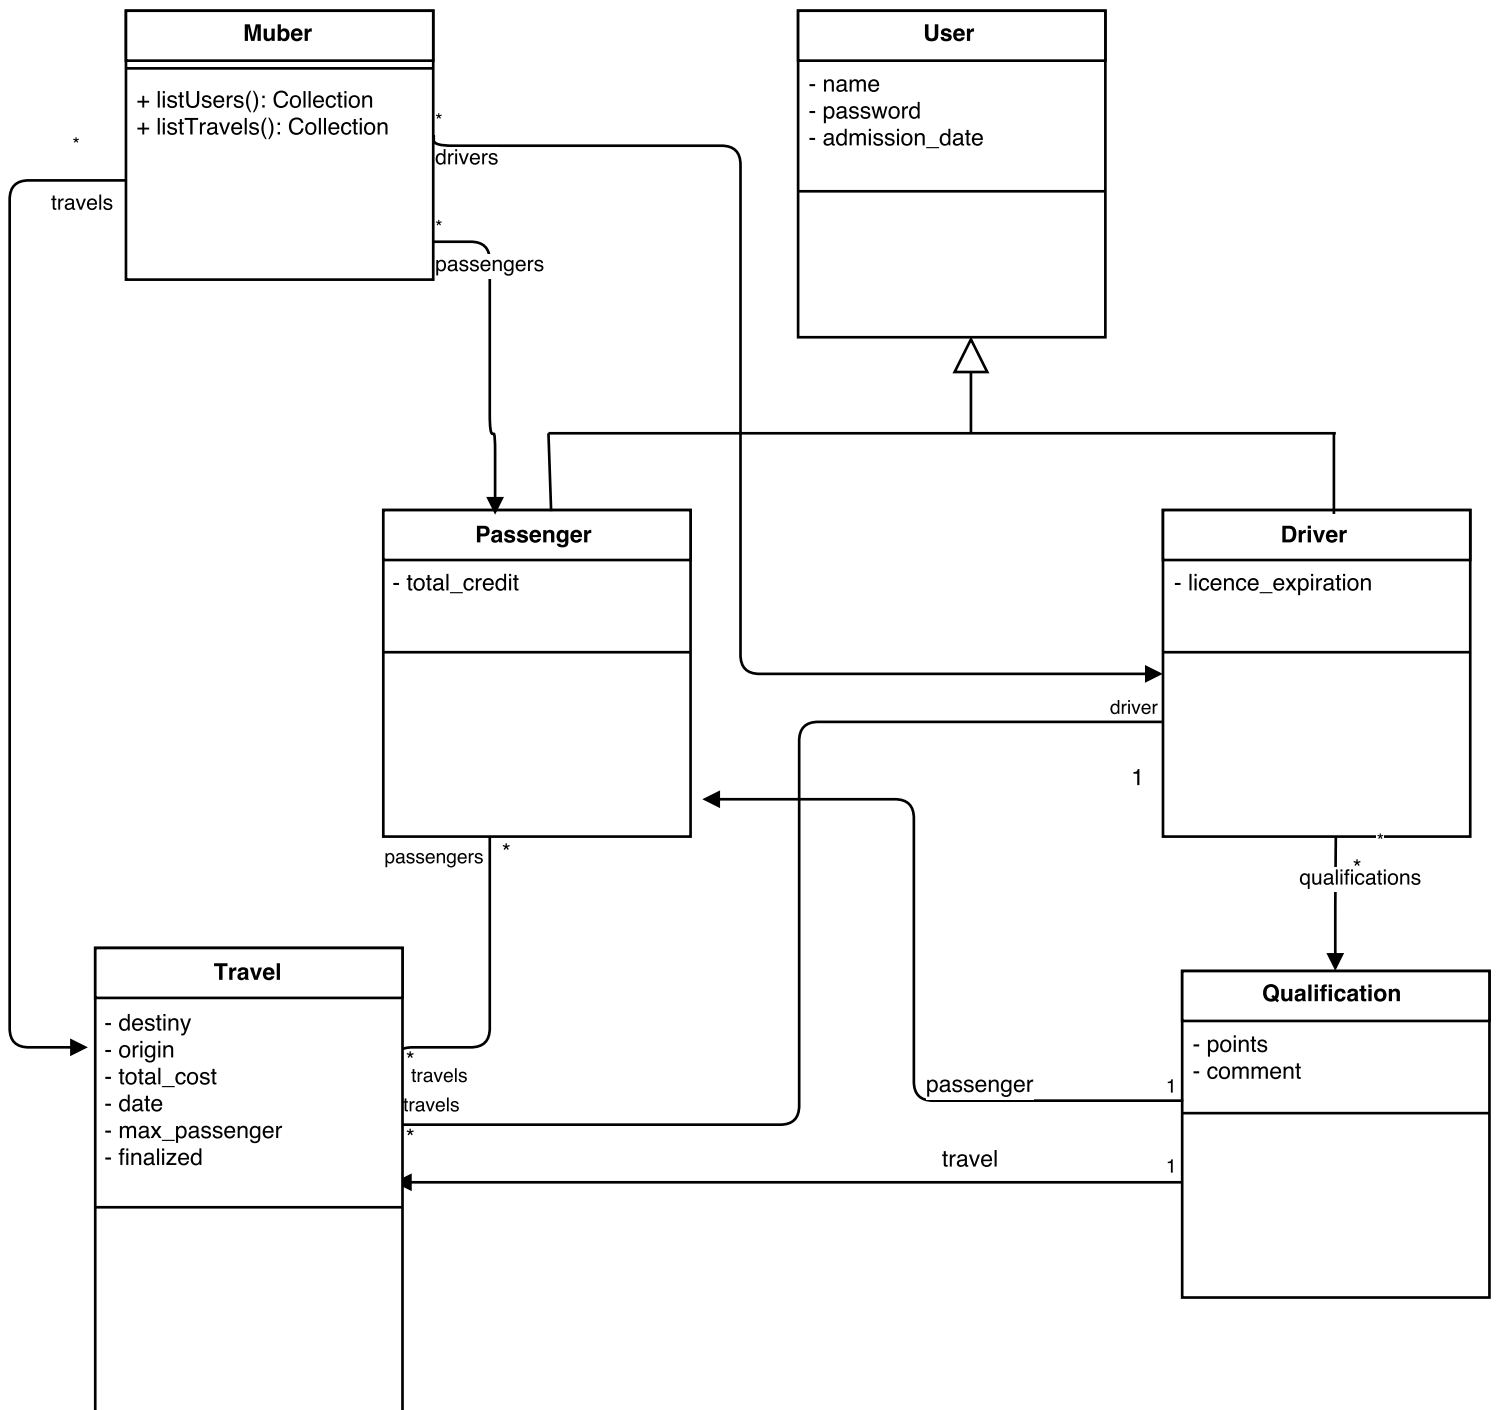 Muber
+ listUsers(): Collection
+ listTravels(): Collection
User
- name
- password
- admission_date
*
travels
*
drivers
*
passengers
Passenger
- total_credit
Driver
- licence_expiration
driver
1
passengers *
*
*
qualifications
Travel
- destiny
- origin
- total_cost
- date
- max_passenger
- finalized
*
travels
travels
*
Qualification
- points
- comment
passenger 1
travel 1